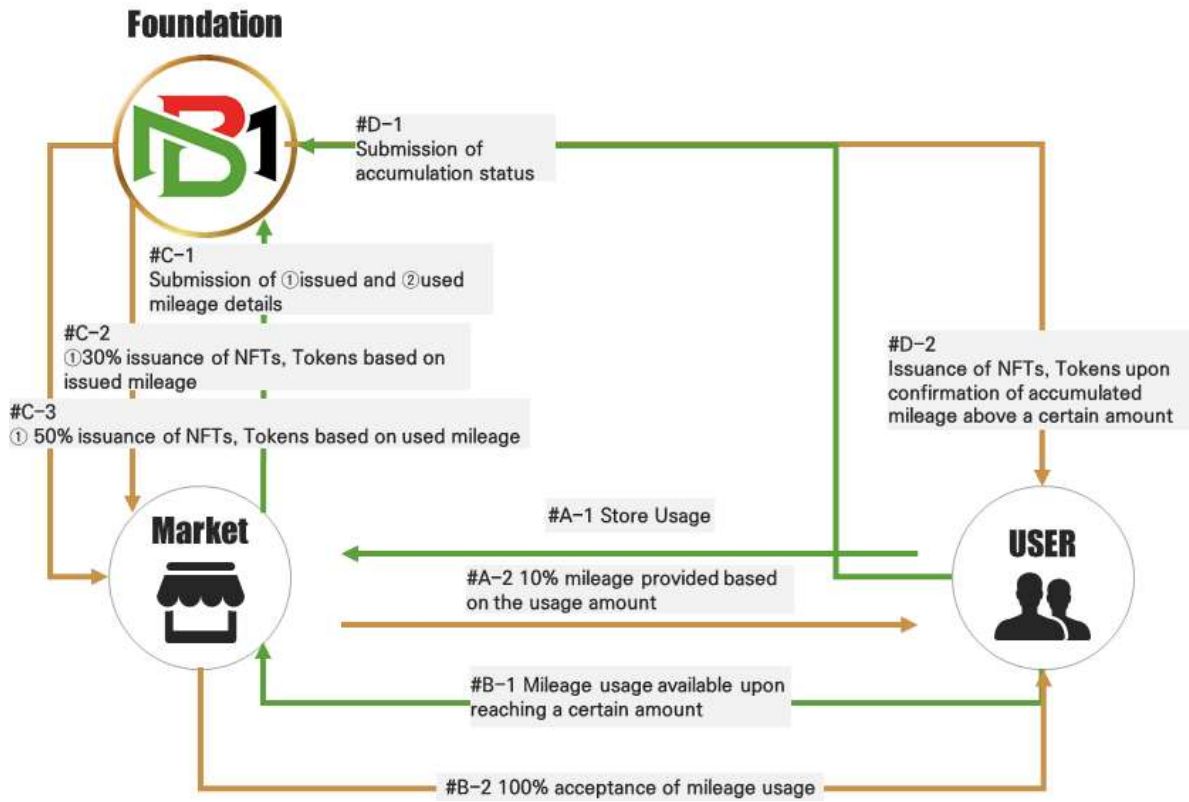 Foundation
NB1
#D-1
Submission of
accumulation status
#C-1
Submission of ①issued and ②used
mileage details
#C-2
①30% issuance of NFTs, Tokens based on
issued mileage
#C-3
① 50% issuance of NFTs, Tokens based on used mileage
#D-2
Issuance of NFTs, Tokens upon
confirmation of accumulated
mileage above a certain amount
Market
#A-1 Store Usage
#A-2 10% mileage provided based
on the usage amount
USER
#B-1 Mileage usage available upon
reaching a certain amount
#B-2 100% acceptance of mileage usage